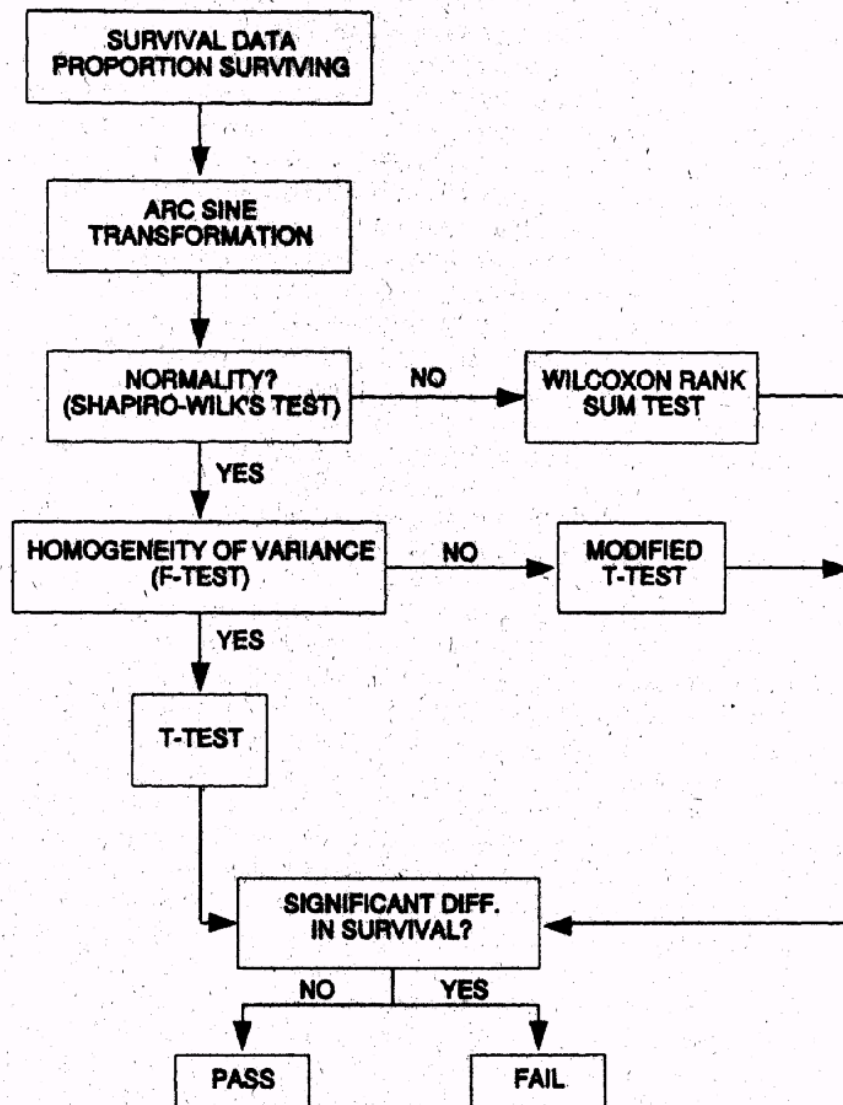 SURVIVAL DATA
PROPORTION SURVIVING
ARC SINE
TRANSFORMATION
NORMALITY?
(SHAPIRO-WILK'S TEST)
NO
WILCOXON RANK
SUM TEST
YES
HOMOGENEITY OF VARIANCE
(F-TEST)
NO
MODIFIED
T-TEST
YES
T-TEST
SIGNIFICANT DIFF.
IN SURVIVAL?
NO
YES
PASS
FAIL